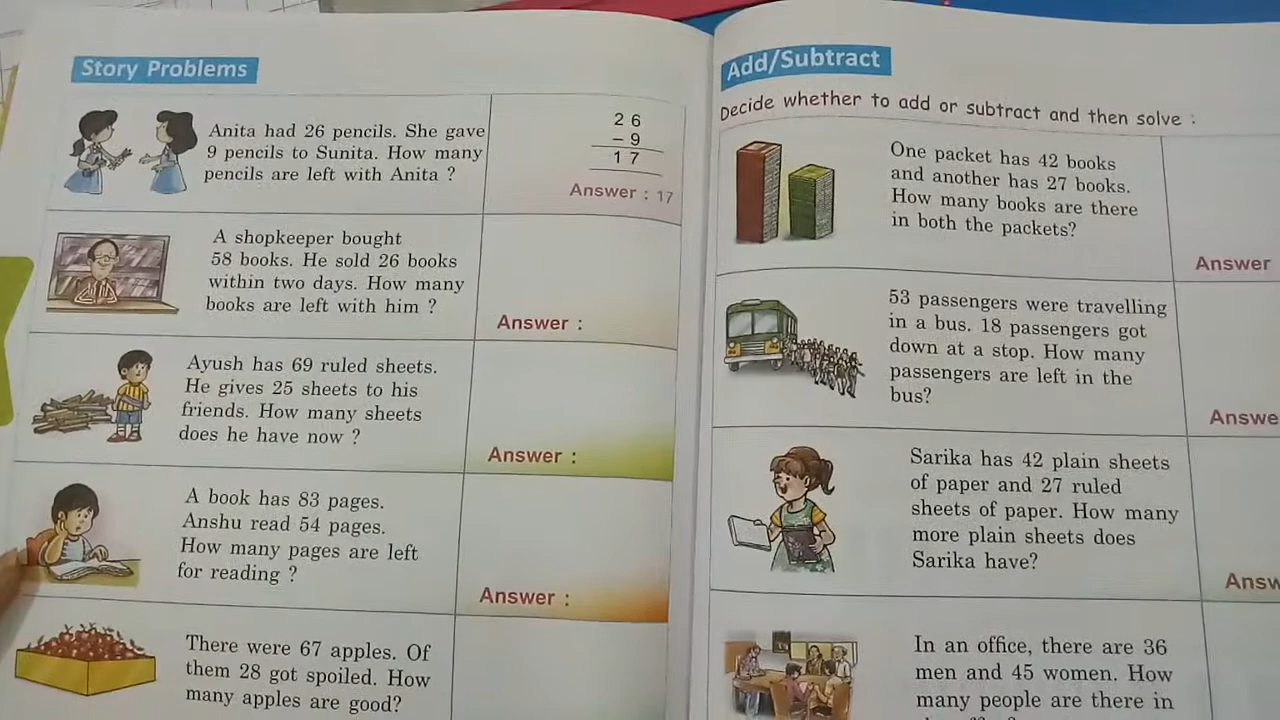 Story Problems
Anita had 26 pencils. She gave
9 pencils to Sunita. How many
pencils are left with Anita ?
2 6
– 9
1 7
Answer : 17
A shopkeeper bought
58 books. He sold 26 books
within two days. How many
books are left with him ?
Answer :
Ayush has 69 ruled sheets.
He gives 25 sheets to his
friends. How many sheets
does he have now ?
Answer :
A book has 83 pages.
Anshu read 54 pages.
How many pages are left
for reading ?
Answer :
There were 67 apples. Of
them 28 got spoiled. How
many apples are good?
Add/Subtract
Decide whether to add or subtract and then solve :
One packet has 42 books
and another has 27 books.
How many books are there
in both the packets?
Answer
53 passengers were travelling
in a bus. 18 passengers got
down at a stop. How many
passengers are left in the
bus?
Answe
Sarika has 42 plain sheets
of paper and 27 ruled
sheets of paper. How many
more plain sheets does
Sarika have?
Answ
In an office, there are 36
men and 45 women. How
many people are there in